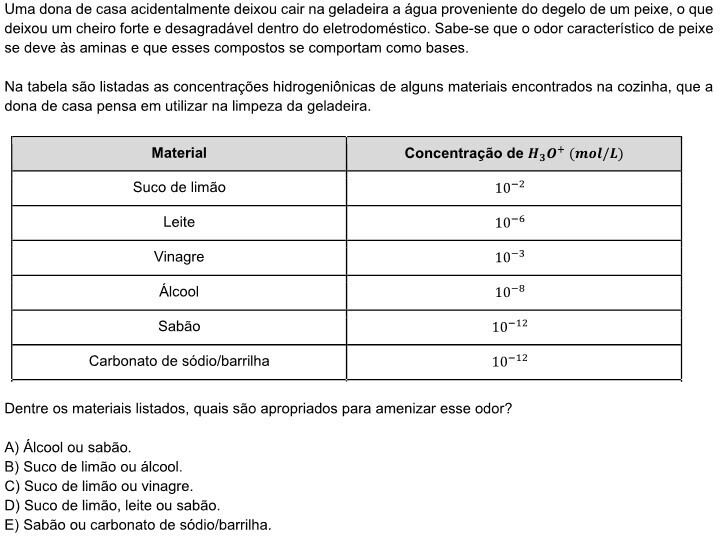 Uma dona de casa acidentalmente deixou cair na geladeira a água proveniente do degelo de um peixe, o que
deixou um cheiro forte e desagradável dentro do eletrodoméstico. Sabe-se que o odor característico de peixe
se deve às aminas e que esses compostos se comportam como bases.
Na tabela são listadas as concentrações hidrogeniônicas de alguns materiais encontrados na cozinha, que a
dona de casa pensa em utilizar na limpeza da geladeira.
Material Concentração de H₃O⁺ (mol/L)
Suco de limão 10⁻²
Leite 10⁻⁶
Vinagre 10⁻³
Álcool 10⁻⁸
Sabão 10⁻¹²
Carbonato de sódio/barrilha 10⁻¹²
Dentre os materiais listados, quais são apropriados para amenizar esse odor?
A) Álcool ou sabão.
B) Suco de limão ou álcool.
C) Suco de limão ou vinagre.
D) Suco de limão, leite ou sabão.
E) Sabão ou carbonato de sódio/barrilha.